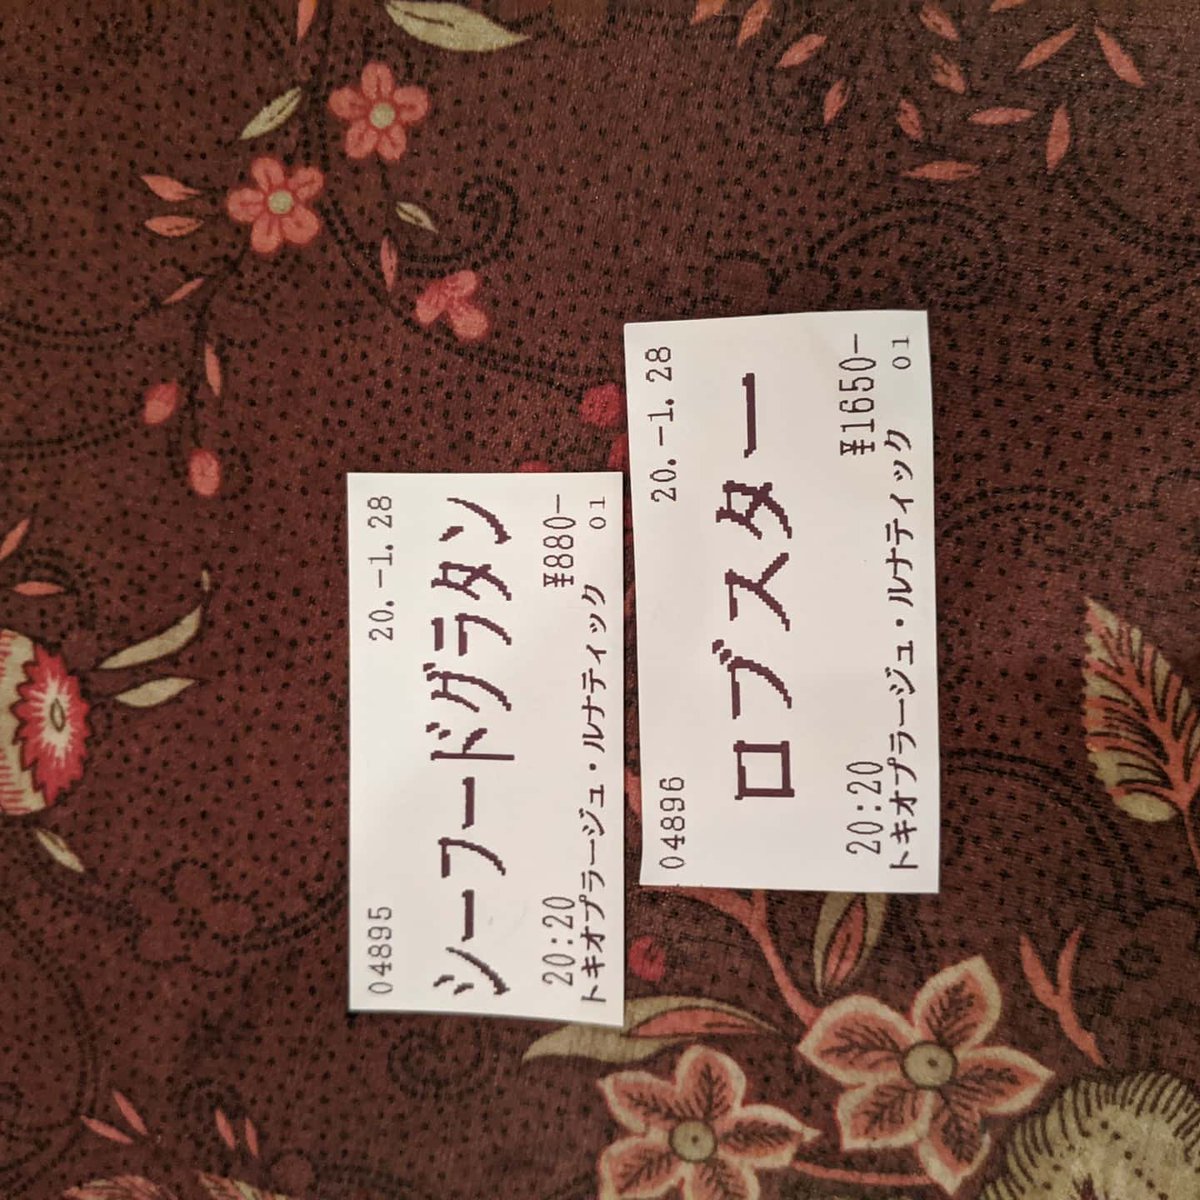 04895 20.-1.28
シーフードグラタン
20:20 ¥880-
トキオプラージュ・ルナティック 01
04896 20.-1.28
ロブスター
20:20 ¥1650-
トキオプラージュ・ルナティック 01